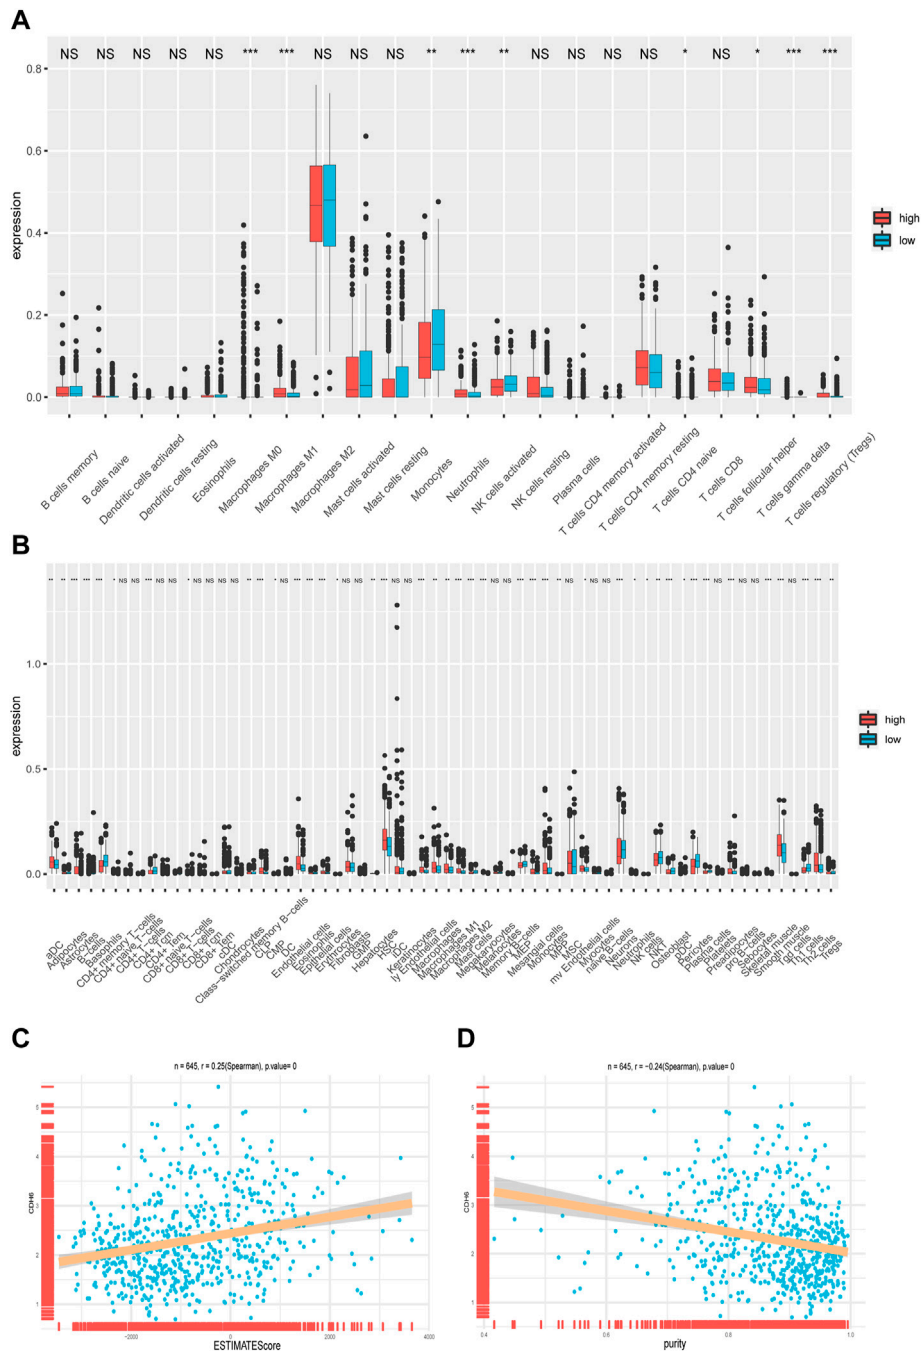 A
NS NS NS NS NS *** *** NS NS NS ** *** ** NS NS NS NS * NS * *** ***
0.8
0.6
0.4
0.2
0.0
expression
high
low
B cells memory
B cells naive
Dendritic cells activated
Dendritic cells resting
Eosinophils
Macrophages M0
Macrophages M1
Macrophages M2
Mast cells activated
Mast cells resting
Monocytes
Neutrophils
NK cells activated
NK cells resting
Plasma cells
T cells CD4 memory activated
T cells CD4 memory resting
T cells CD4 naive
T cells CD8
T cells follicular helper
T cells gamma delta
T cells regulatory (Tregs)
B
1.0
0.5
0.0
expression
high
low
aDC
Adipocytes
Astrocytes
B-cells
Basophils
CD4+ memory T-cells
CD4+ naive T-cells
CD4+ T-cells
CD4+ Tcm
CD4+ Tem
CD8+ naive T-cells
CD8+ T-cells
CD8+ Tcm
CD8+ Tem
cDC
Chondrocytes
Class-switched memory B-cells
CLP
CMP
DC
Endothelial cells
Eosinophils
Epithelial cells
Erythrocytes
Fibroblasts
GMP
Hepatocytes
HSC
iDC
Keratinocytes
ly Endothelial cells
Macrophages
Macrophages M1
Macrophages M2
Mast cells
Megakaryocytes
Melanocytes
Memory B-cells
MEP
Mesangial cells
Monocytes
MPP
MSC
mv Endothelial cells
Myocytes
naive B-cells
Neurons
Neutrophils
NK cells
NKT
Osteoblast
pDC
Pericytes
Plasma cells
Platelets
Preadipocytes
pro B-cells
Sebocytes
Skeletal muscle
Smooth muscle
Tgd cells
Th1 cells
Th2 cells
Tregs
C
n = 645, r = 0.25(Spearman), p.value= 0
5
4
3
2
1
CDH6
−2000 0 2000 4000
ESTIMATEScore
D
n = 645, r = −0.24(Spearman), p.value= 0
5
4
3
2
1
CDH6
0.4 0.6 0.8 1.0
purity